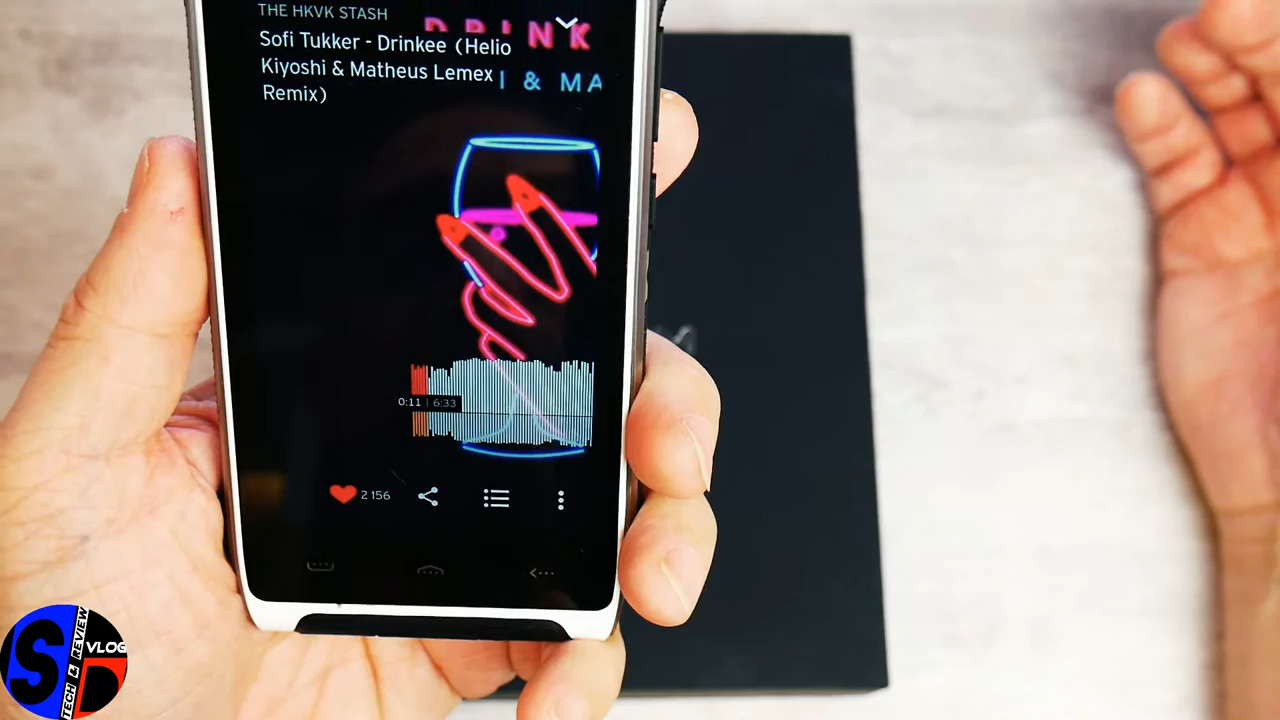 THE HKVK STASH
DRINK
Sofi Tukker - Drinkee (Helio
Kiyoshi & Matheus Lemex
I & MA
Remix)
0:11 | 6:33
2 156
SD
TECH & REVIEW
VLOG